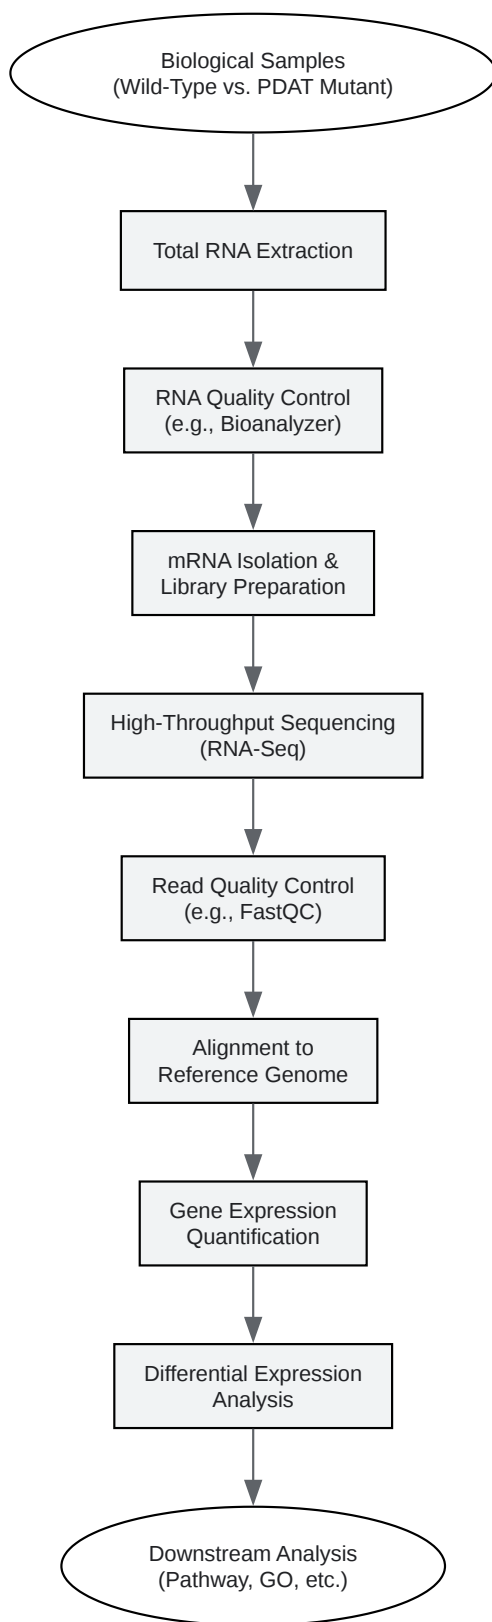 Biological Samples
(Wild-Type vs. PDAT Mutant)
Total RNA Extraction
RNA Quality Control
(e.g., Bioanalyzer)
mRNA Isolation &
Library Preparation
High-Throughput Sequencing
(RNA-Seq)
Read Quality Control
(e.g., FastQC)
Alignment to
Reference Genome
Gene Expression
Quantification
Differential Expression
Analysis
Downstream Analysis
(Pathway, GO, etc.)